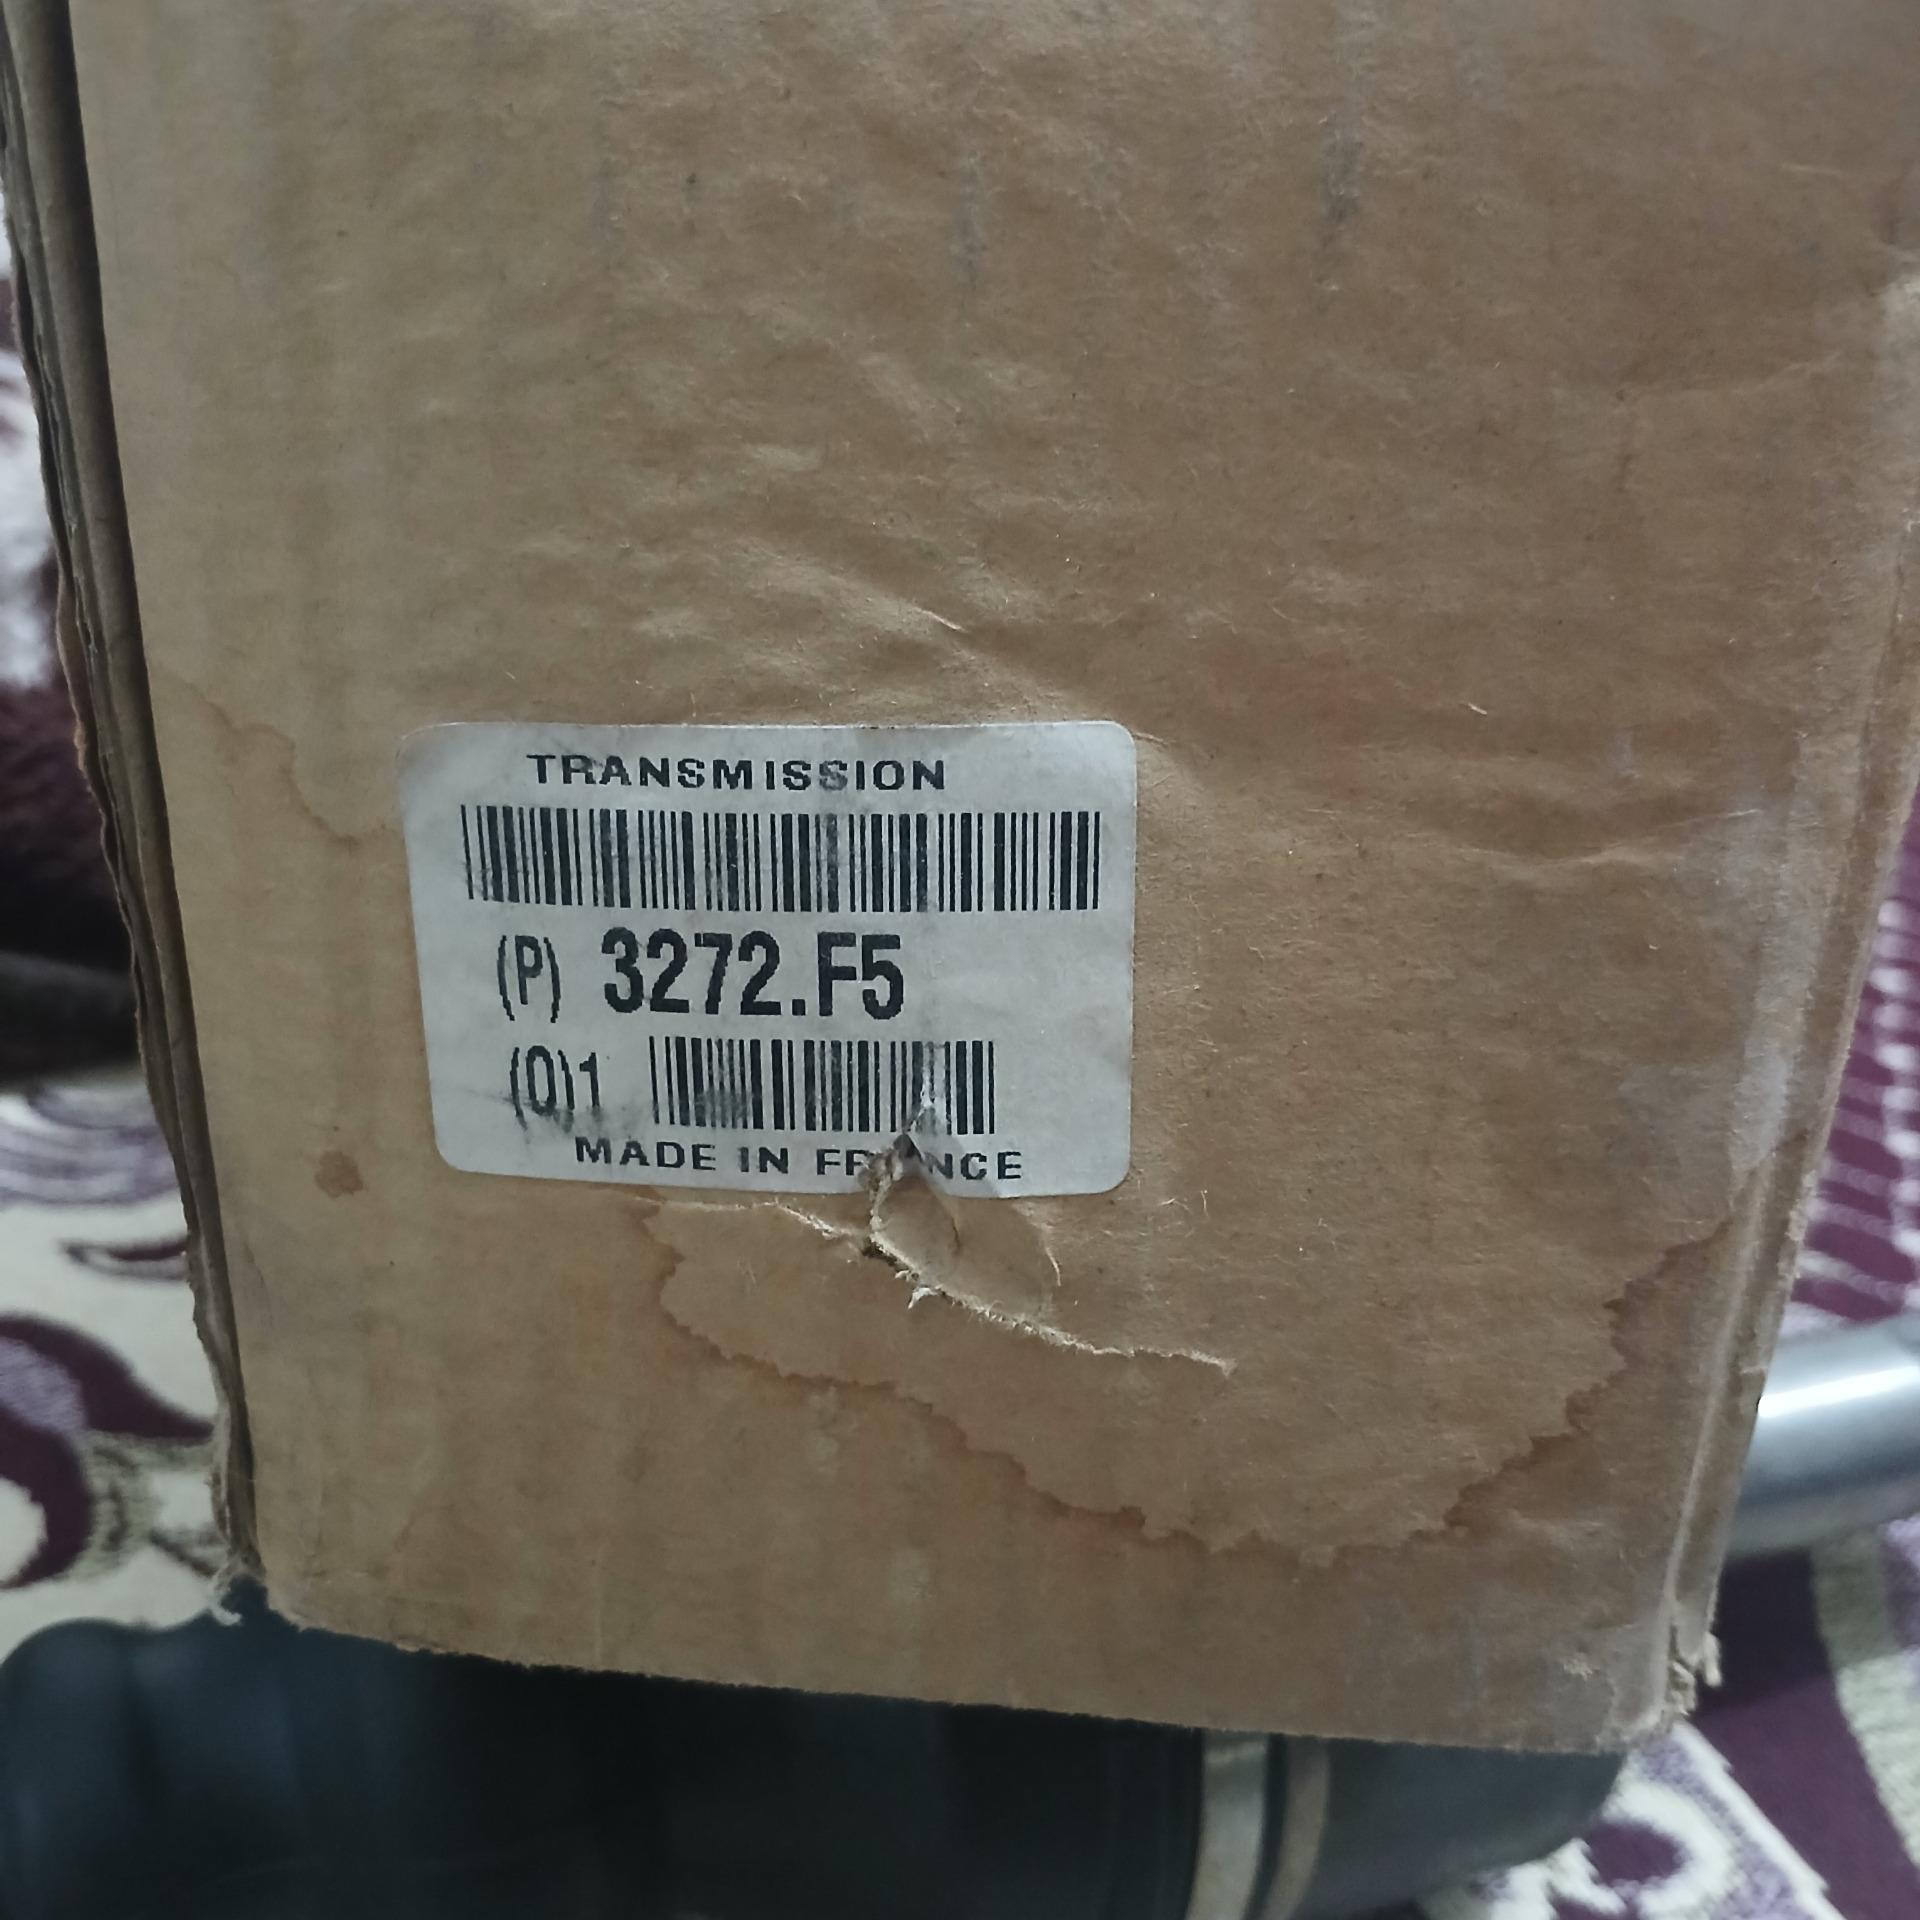 TRANSMISSION
(P) 3272.F5
(Q)1
MADE IN FRANCE